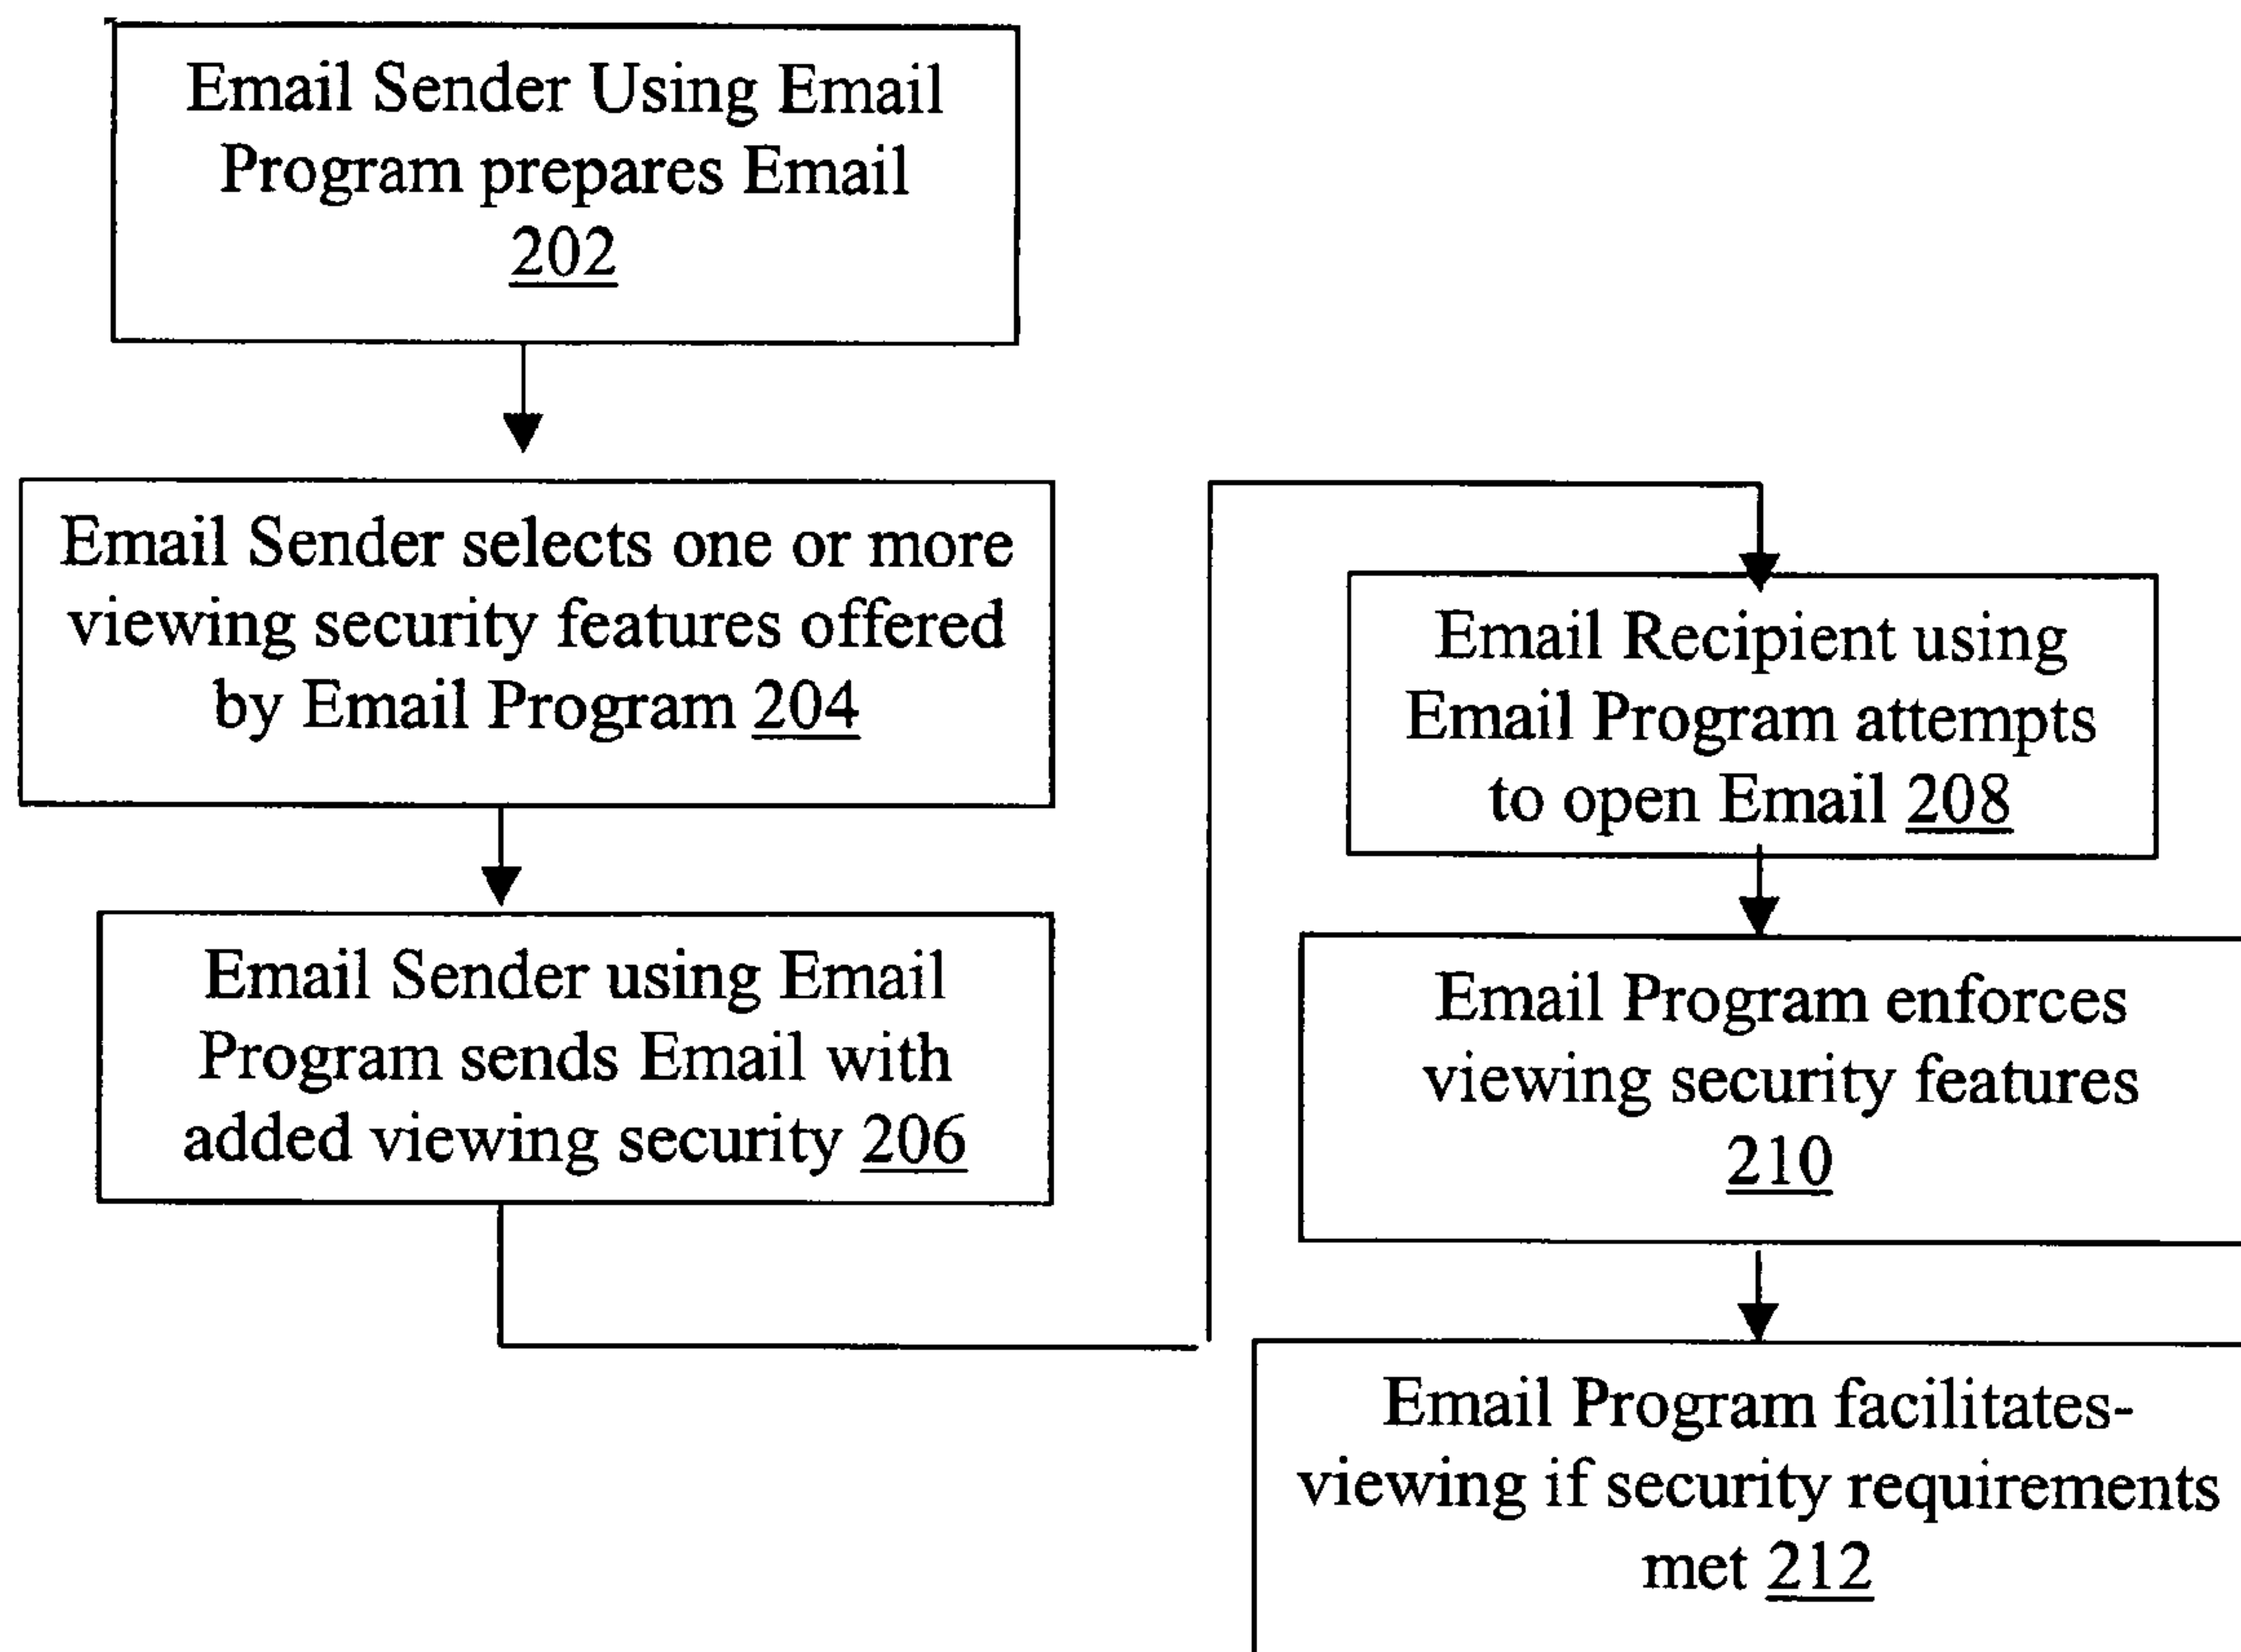 Email Sender Using Email
Program prepares Email
202
Email Sender selects one or more
viewing security features offered
by Email Program 204
Email Sender using Email
Program sends Email with
added viewing security 206
Email Recipient using
Email Program attempts
to open Email 208
Email Program enforces
viewing security features
210
Email Program facilitates-
viewing if security requirements
met 212